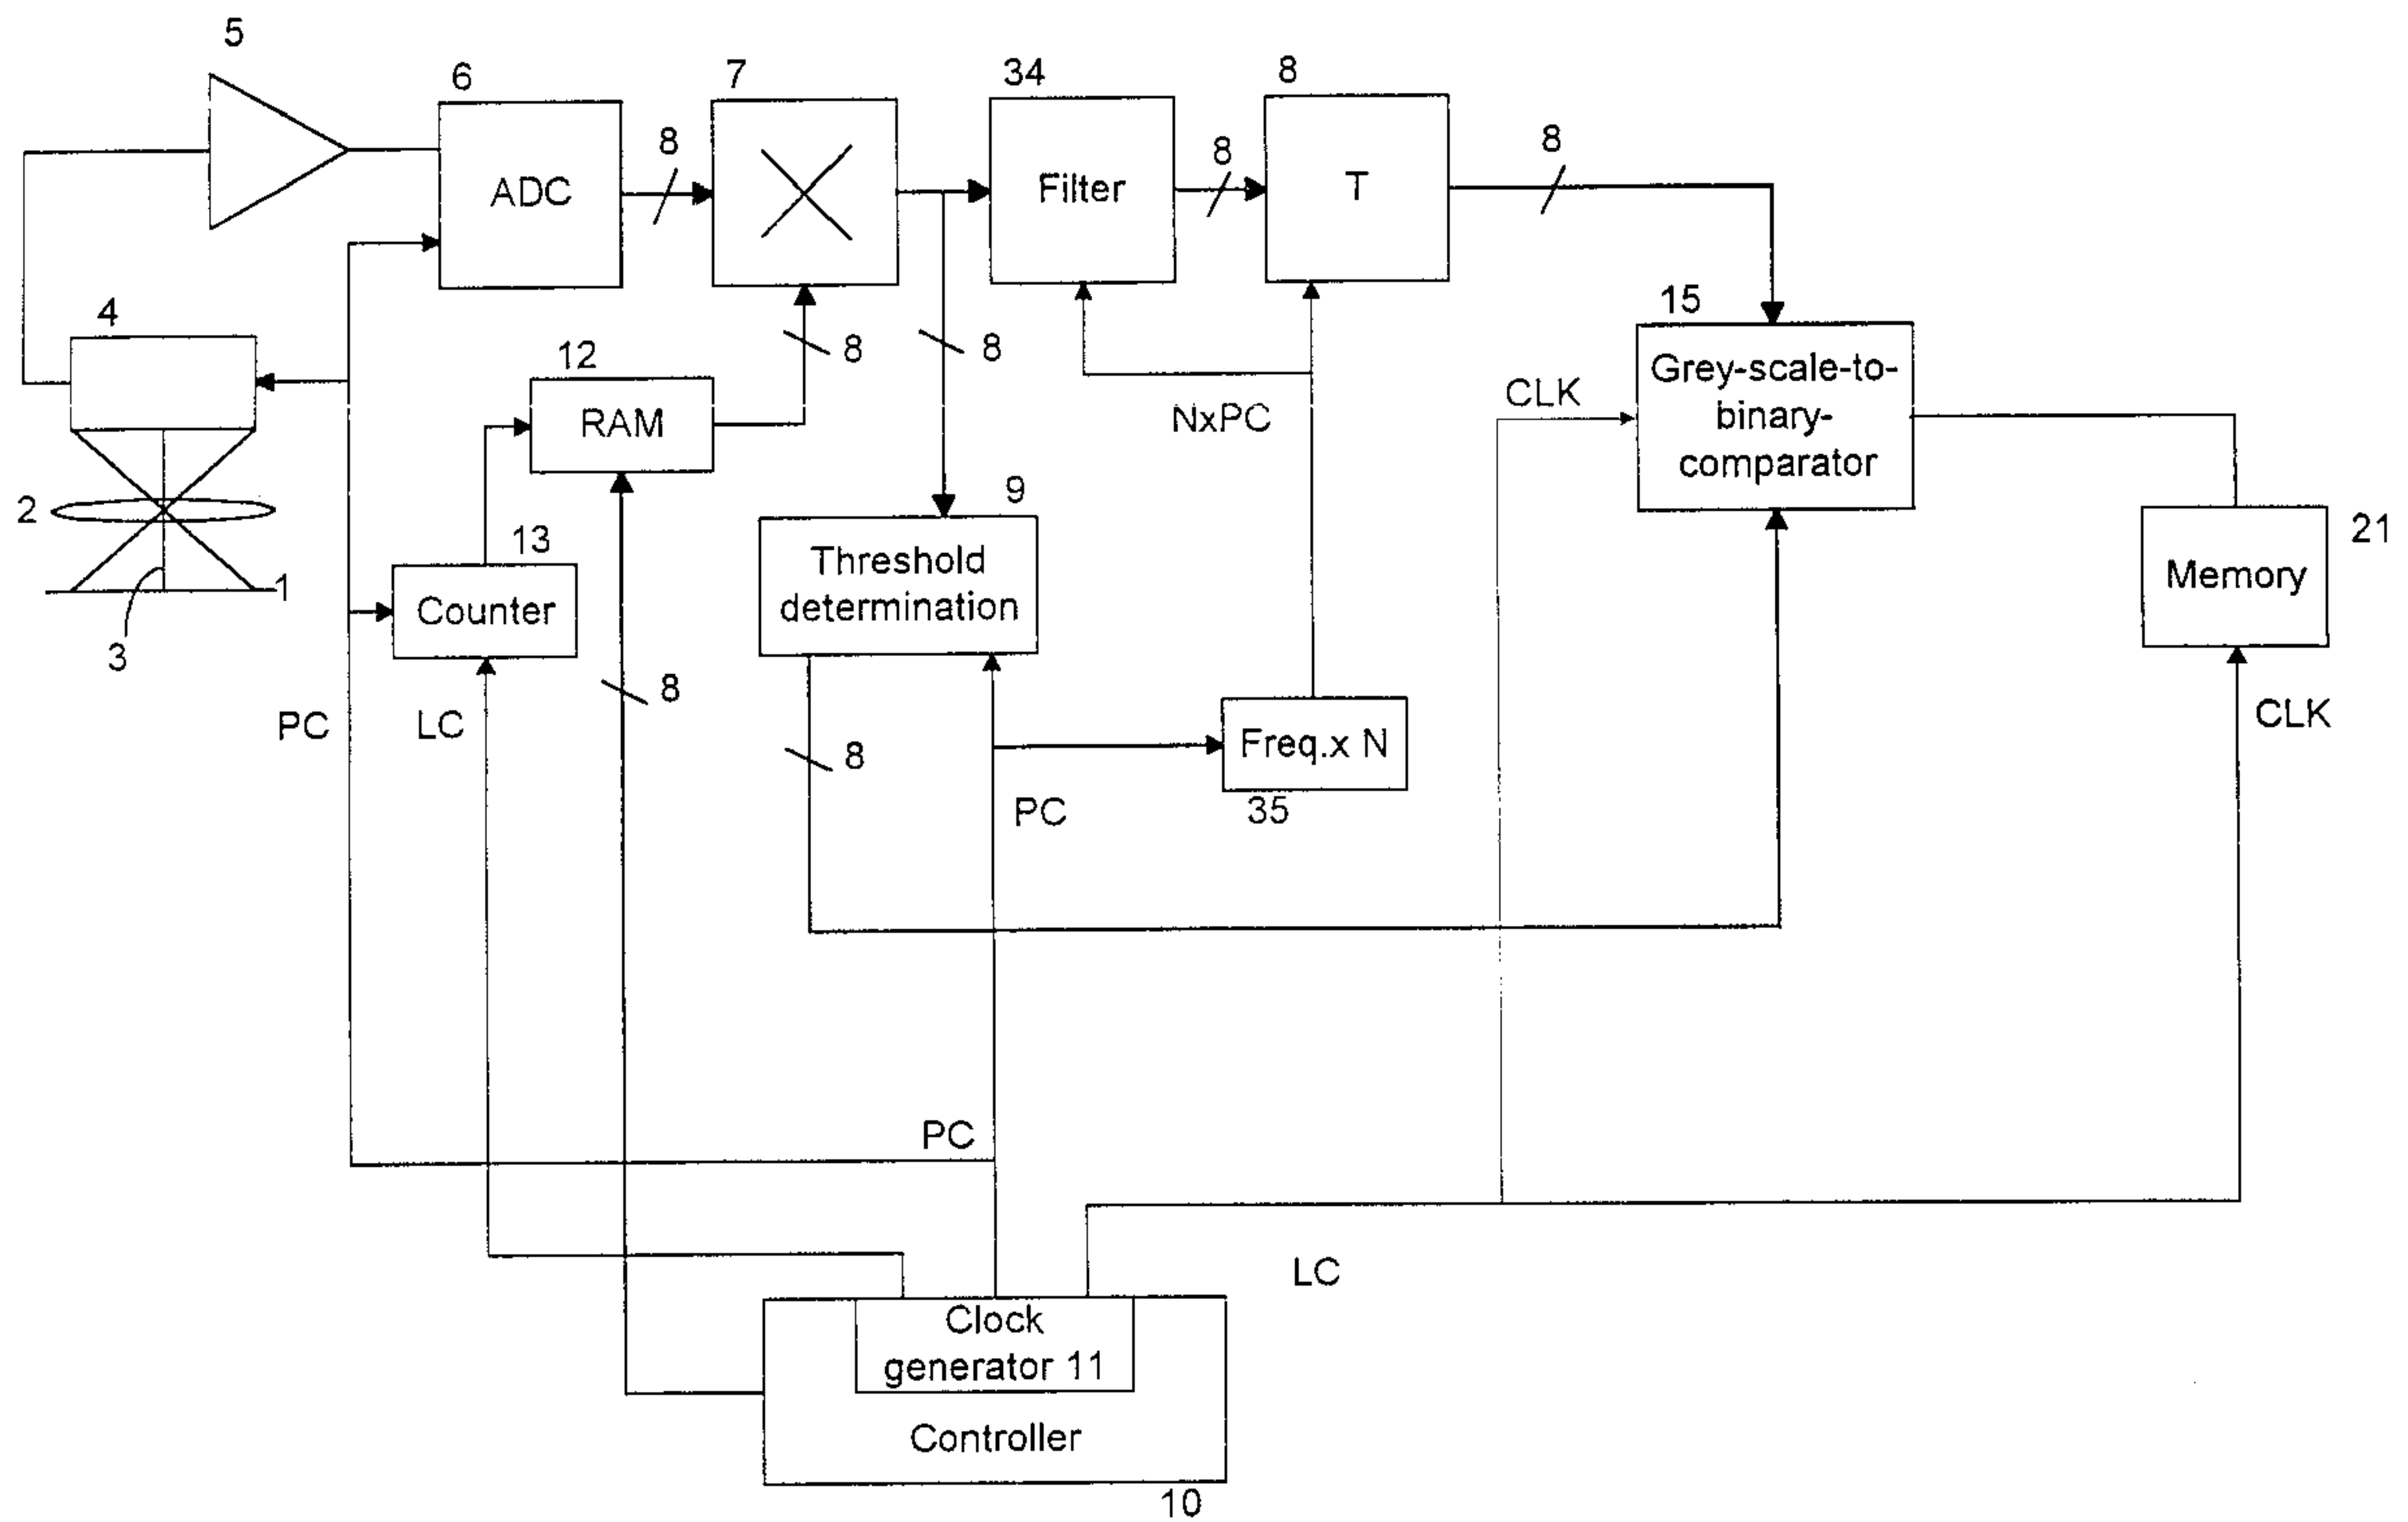 5
6
7
34
8
8
8
8
ADC
Filter
T
4
15
12
8
8
Grey-scale-to-
binary-
comparator
CLK
RAM
NxPC
2
9
21
13
Threshold
determination
Memory
1
Counter
3
8
PC
LC
8
Freq.x N
CLK
PC
35
PC
LC
Clock
generator 11
Controller
10